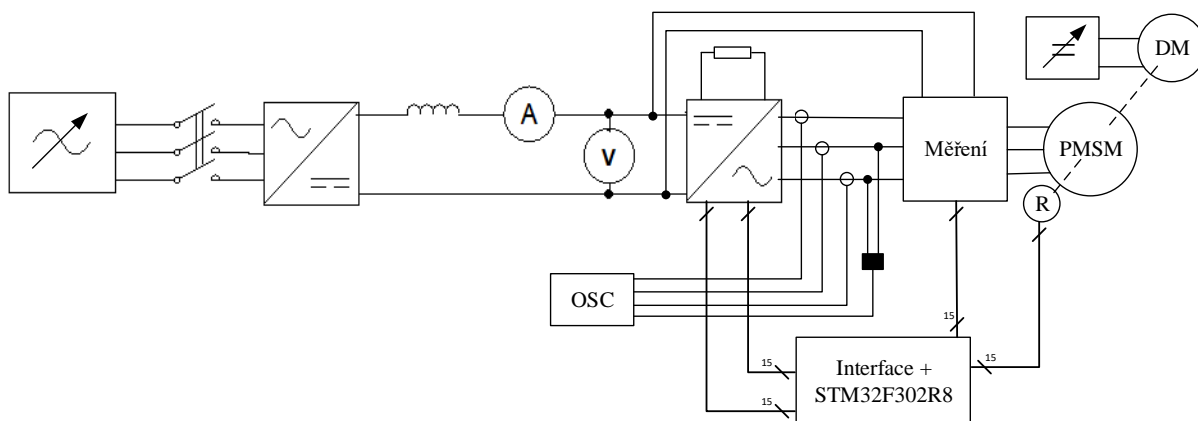 DM
A
V
Měření
PMSM
R
OSC
15
15
15
15
Interface +
STM32F302R8